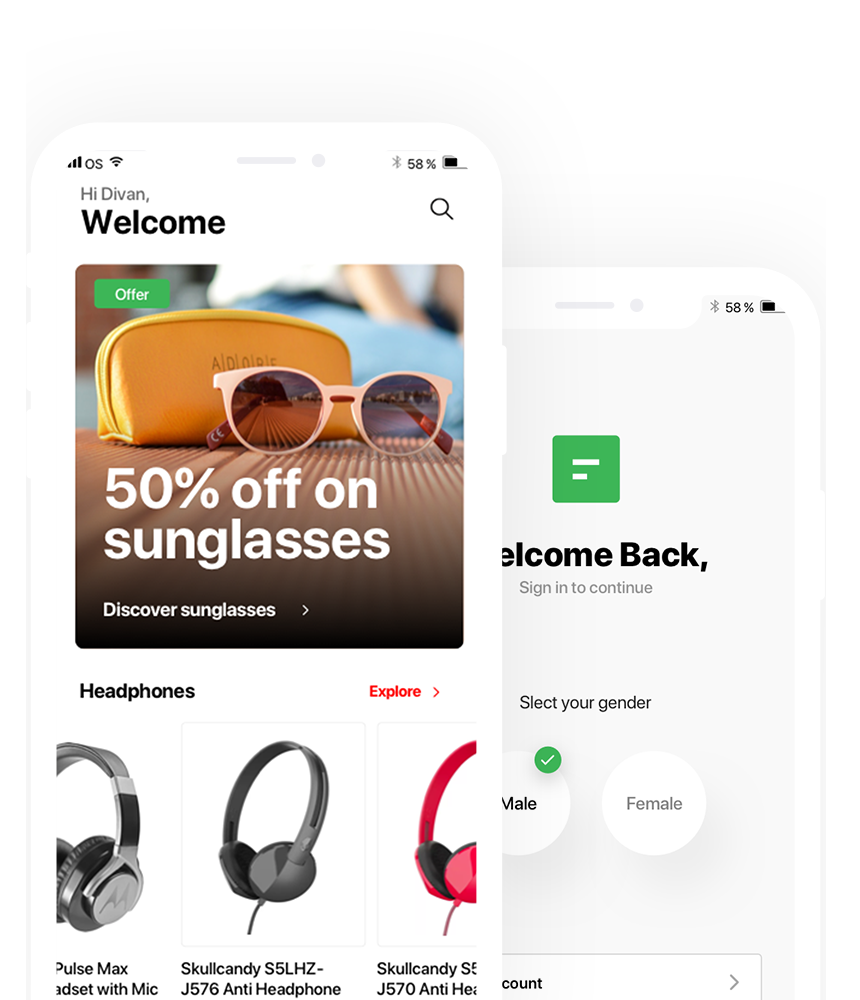 OS
58 %
Hi Divan,
Welcome
Offer
ADORE
50% off on
sunglasses
Discover sunglasses
Headphones
Explore
Pulse Max
adset with Mic
Skullcandy S5LHZ-
J576 Anti Headphone
Skullcandy S5
J570 Anti Hea
58 %
elcome Back,
Sign in to continue
Slect your gender
Male
Female
count